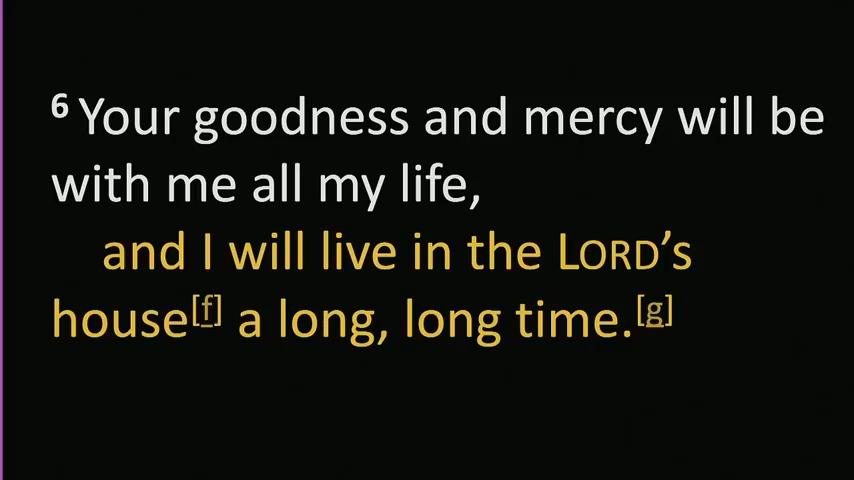 6 Your goodness and mercy will be
with me all my life,
and I will live in the LORD’s
house[f] a long, long time.[g]